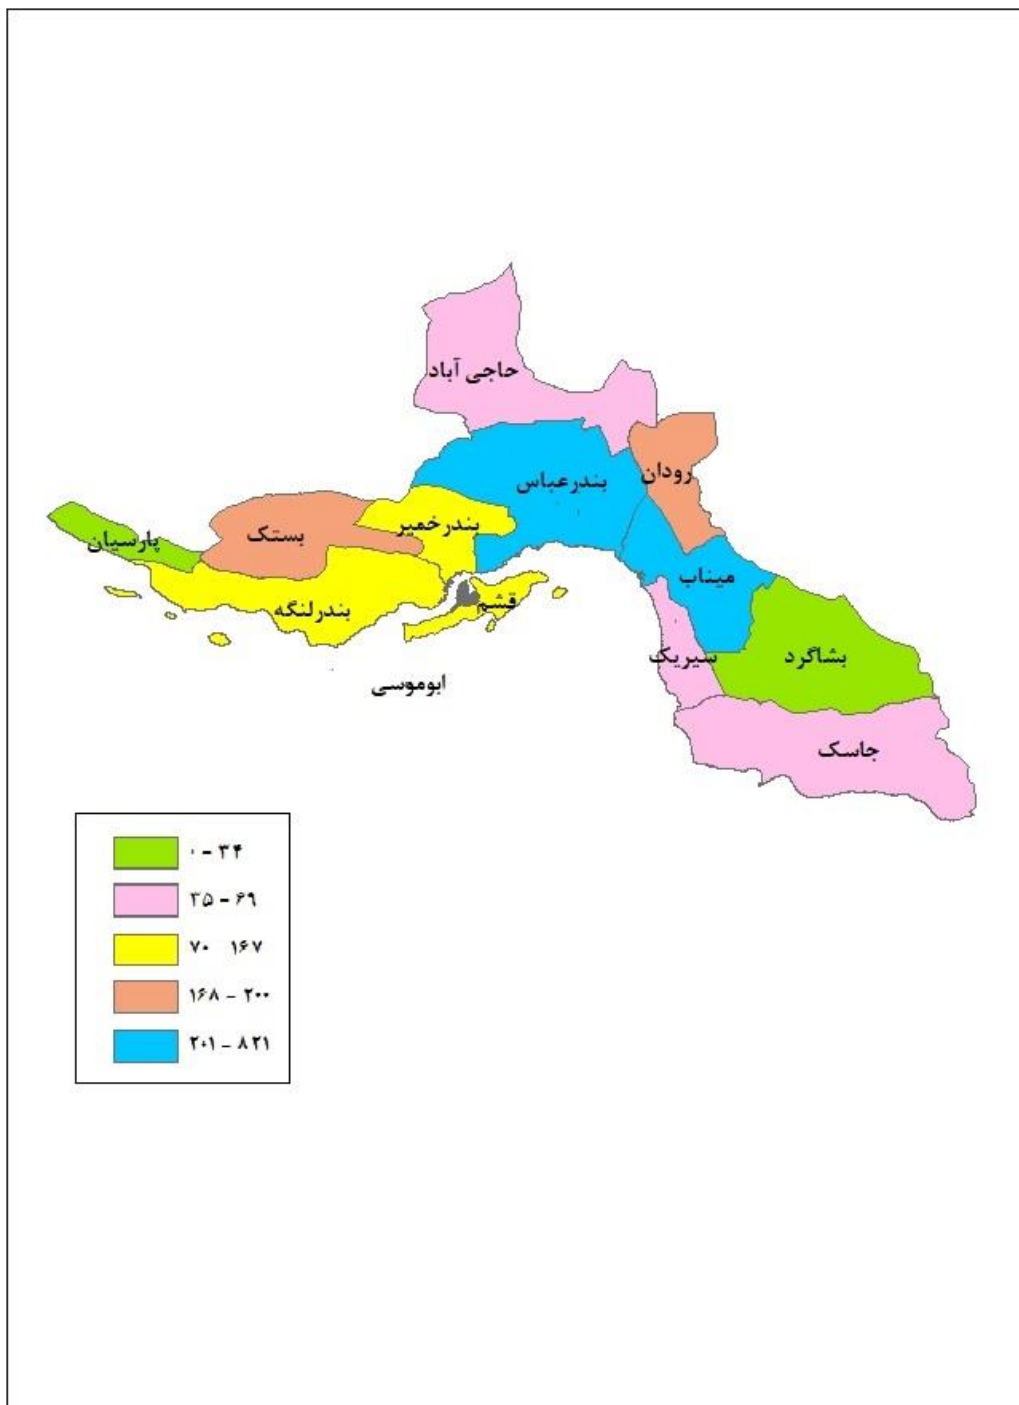 حاجی آباد
رودان
بندرعباس
بندرخمیر
بستک
پارسیان
میناب
قشم
بندرلنگه
سیریک
بشاگرد
ابوموسی
جاسک
۰ - ۳۴
۳۵ - ۶۹
۷۰ ۱۶۷
۱۶۸ - ۲۰۰
۲۰۱ - ۸۲۱